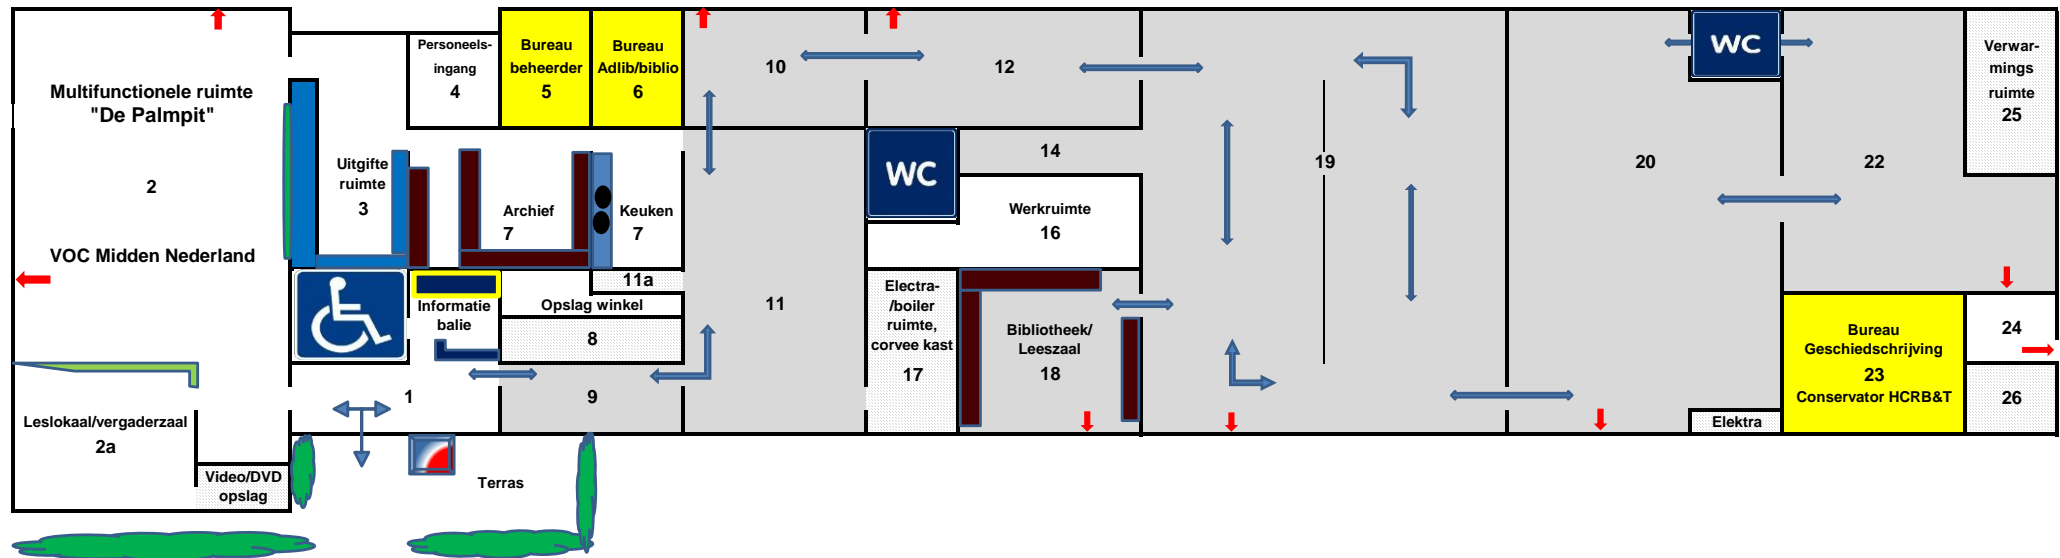 Multifunctionele ruimte
"De Palmpit"
2
VOC Midden Nederland
Leslokaal/vergaderzaal
2a
Video/DVD
opslag
Uitgifte
ruimte
3
Personeels-
ingang
4
Bureau
beheerder
5
Bureau
Adlib/biblio
6
Archief
7
Keuken
7
11a
Informatie
balie
Opslag winkel
8
1
9
Terras
10
11
12
WC
14
Werkruimte
16
Electra-
/boiler
ruimte,
corvee kast
17
Bibliotheek/
Leeszaal
18
19
20
WC
22
Verwar-
mings
ruimte
25
Bureau
Geschiedschrijving
23
Conservator HCRB&T
24
26
Elektra